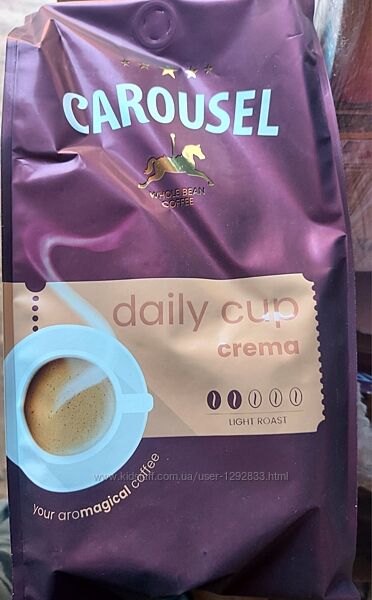 CAROUSEL
WHOLE BEAN
COFFEE
daily cup
crema
LIGHT ROAST
your aromagical coffee
www.kidstaff.com.ua/user-1292833.html